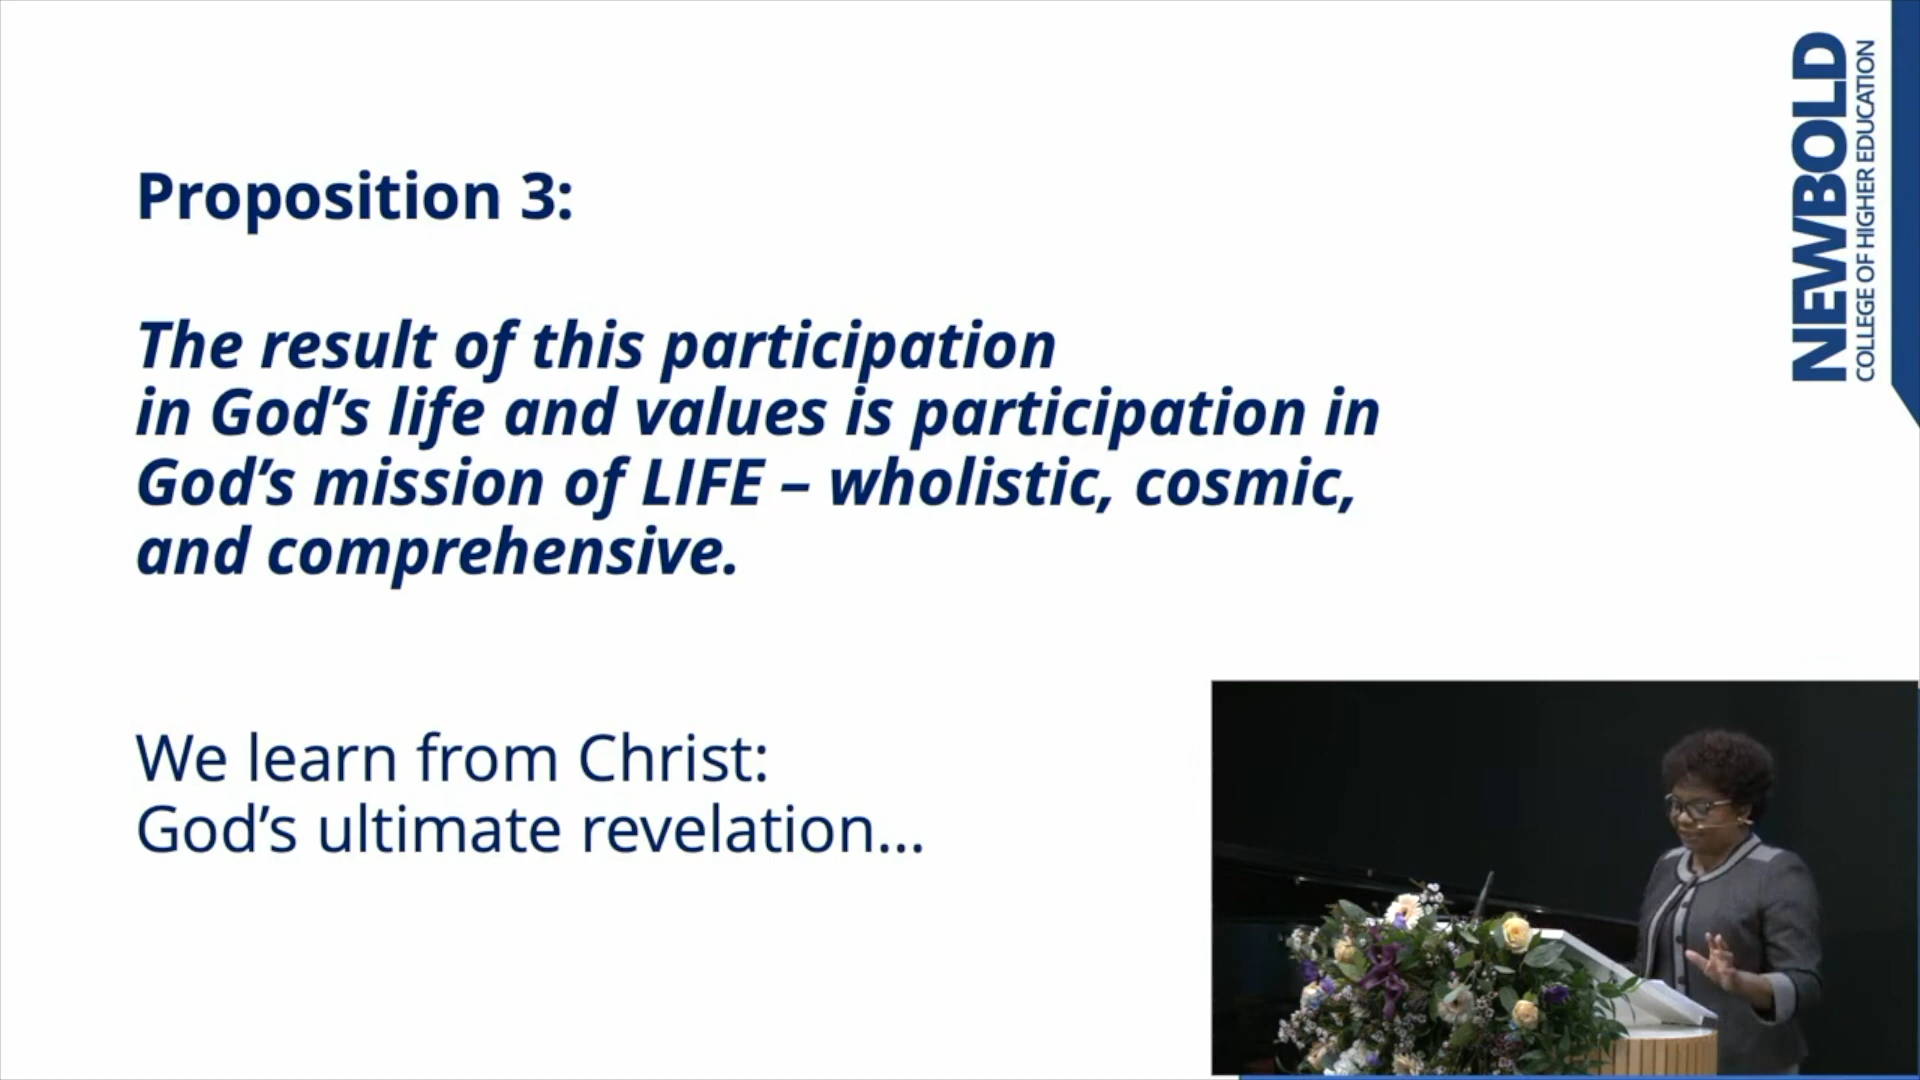 Proposition 3:
The result of this participation
in God’s life and values is participation in
God’s mission of LIFE – wholistic, cosmic,
and comprehensive.
We learn from Christ:
God’s ultimate revelation...
NEWBOLD
COLLEGE OF HIGHER EDUCATION